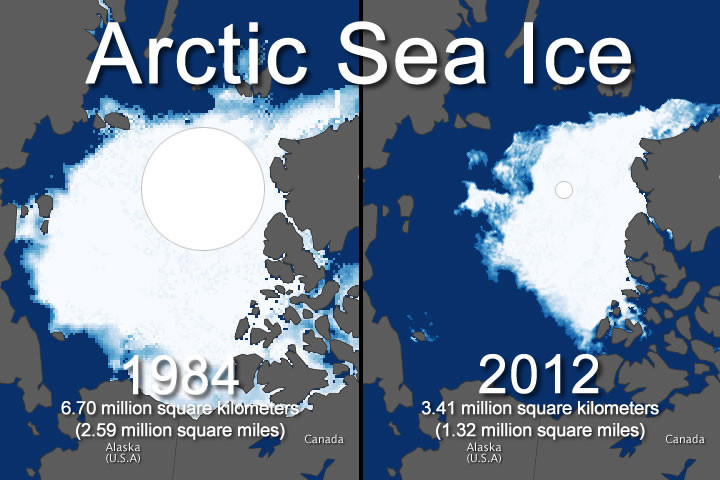 Arctic Sea Ice
1984
6.70 million square kilometers
(2.59 million square miles)
Alaska
(U.S.A)
Canada
2012
3.41 million square kilometers
(1.32 million square miles)
Alaska
(U.S.A)
Canada